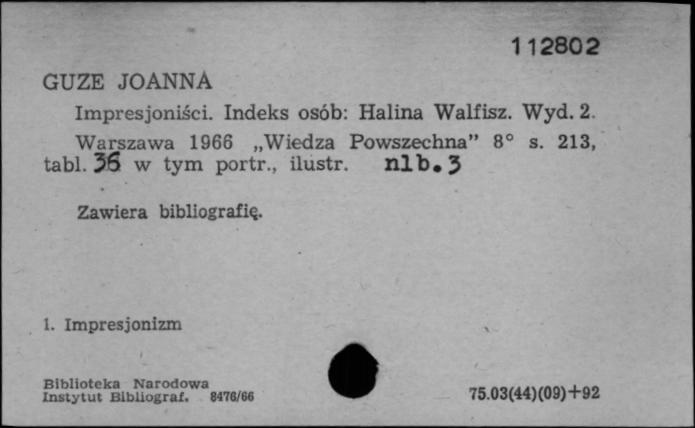 112802
GUZE JOANNA
Impresjoniści. Indeks osób: Halina Walfisz. Wyd. 2.
Warszawa 1966 „Wiedza Powszechna” 8° s. 213,
tabl. 36 w tym portr., ilustr. nlb. 3
Zawiera bibliografię.
1. Impresjonizm
Biblioteka Narodowa
Instytut Bibliograf. 8476/66
75.03(44)(09)+92